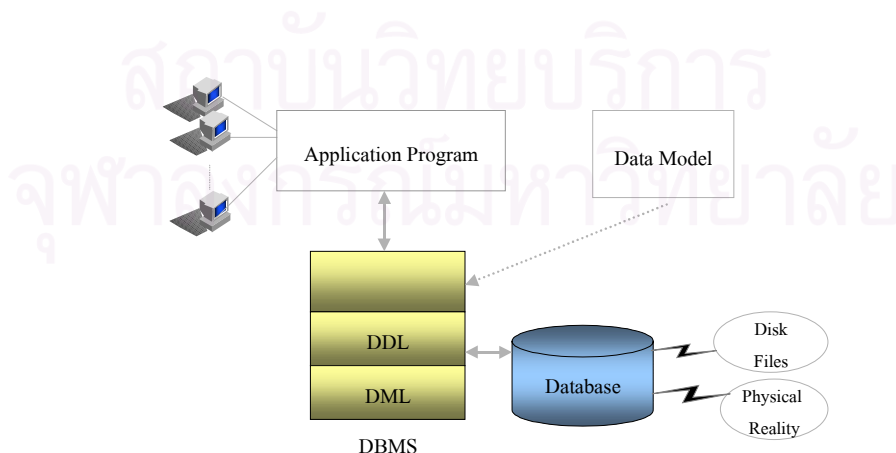 สถาบันวิทยบริการ
จุฬาลงกรณ์มหาวิทยาลัย
Application Program
Data Model
DDL
DML
DBMS
Database
Disk
Files
Physical
Reality